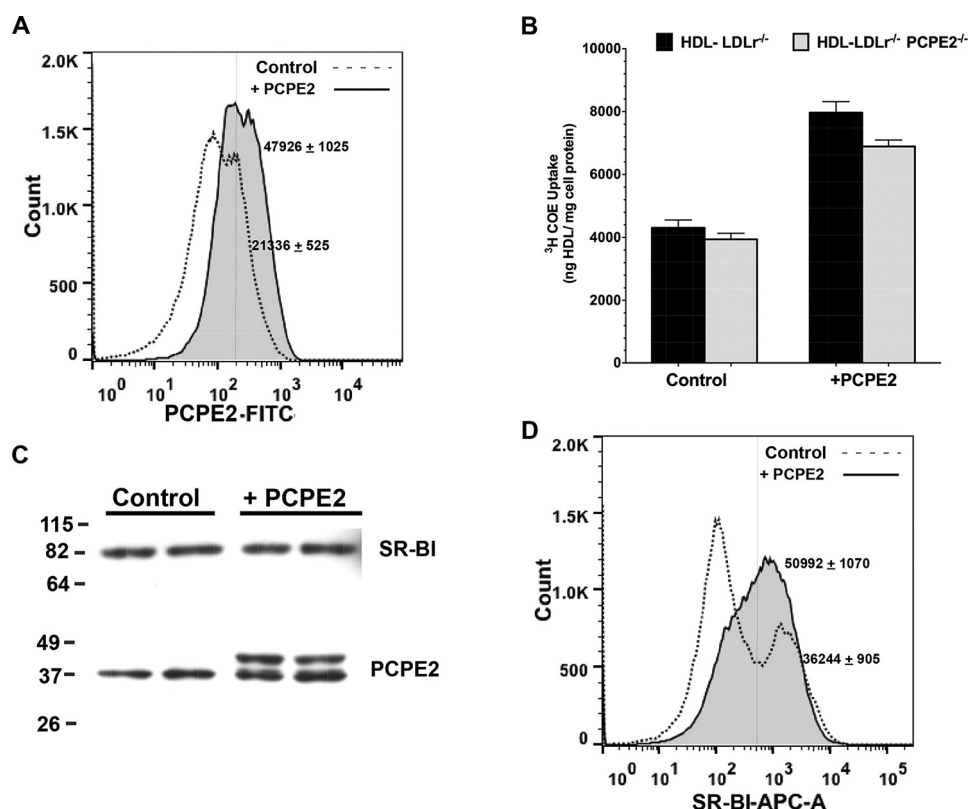 A
2.0K
1.5K
1.0K
500
0
Count
Control
+ PCPE2
47926 ± 1025
21336 ± 525
10⁰ 10¹ 10² 10³ 10⁴
PCPE2-FITC
B
10000
8000
6000
4000
2000
0
³H COE Uptake
(ng HDL/ mg cell protein)
HDL- LDLr⁻/⁻
HDL-LDLr⁻/⁻ PCPE2⁻/⁻
Control
+PCPE2
C
Control
+ PCPE2
115
82
64
49
37
26
SR-BI
PCPE2
D
2.0K
1.5K
1.0K
500
0
Count
Control
+ PCPE2
50992 ± 1070
36244 ± 905
10⁰ 10¹ 10² 10³ 10⁴ 10⁵
SR-BI-APC-A